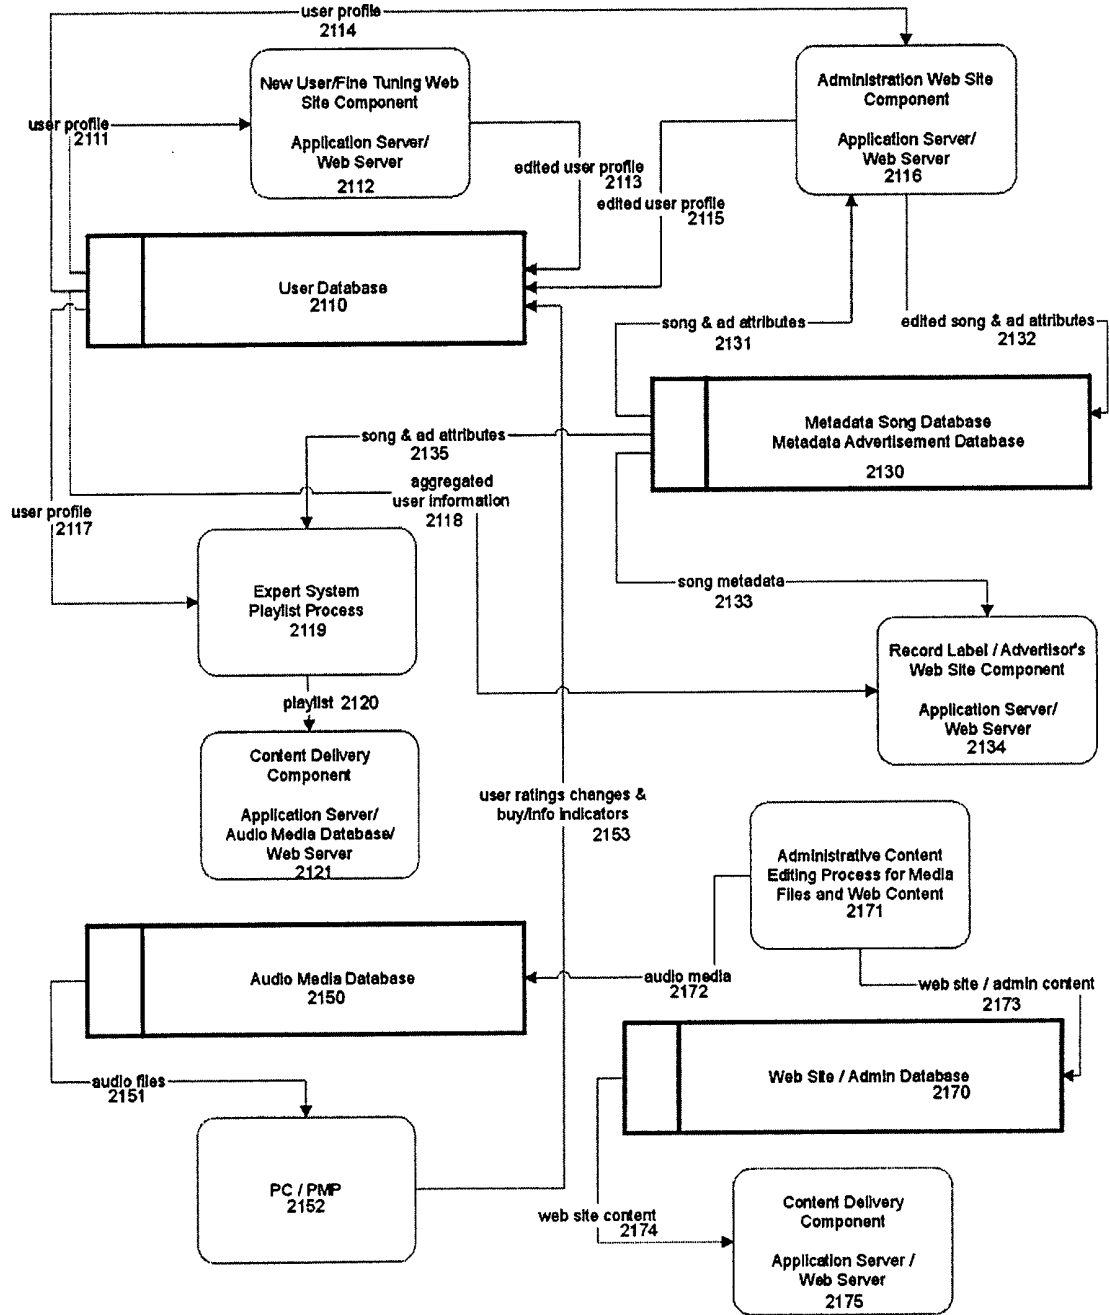 user profile
2114
New User/Fine Tuning Web
Site Component
Application Server/
Web Server
2112
Administration Web Site
Component
Application Server/
Web Server
2116
user profile
2111
edited user profile
2113
edited user profile
2115
User Database
2110
song & ad attributes
2131
edited song & ad attributes
2132
Metadada Song Database
Metadada Advertisement Database
2130
song & ad attributes
2135
aggregated
user information
2118
user profile
2117
Expert System
Playlist Process
2119
song metadata
2133
Record Label / Advertisor's
Web Site Component
Application Server/
Web Server
2134
playlist 2120
Content Delivery
Component
Application Server/
Audio Media Database/
Web Server
2121
user ratings changes &
buy/info indicators
2153
Administrative Content
Editing Process for Media
Files and Web Content
2171
Audio Media Database
2150
audio media
2172
web site / admin content
2173
Web Site / Admin Database
2170
audio files
2151
PC / PMP
2152
web site content
2174
Content Delivery
Component
Application Server /
Web Server
2175